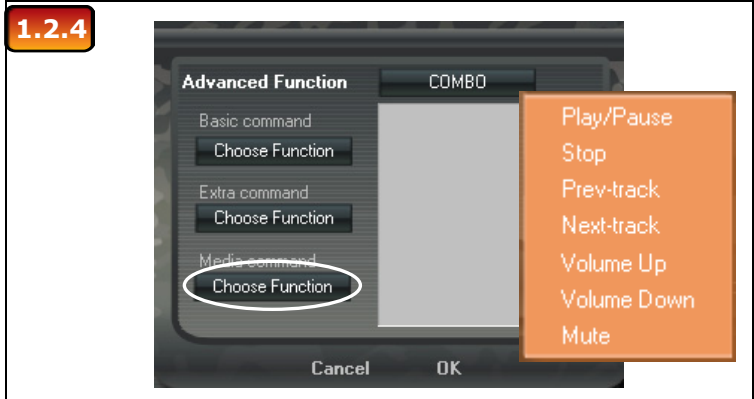 1.2.4
Advanced Function COMBO
Basic command
Choose Function
Extra command
Choose Function
Media command
Choose Function
Cancel OK
Play/Pause
Stop
Prev-track
Next-track
Volume Up
Volume Down
Mute